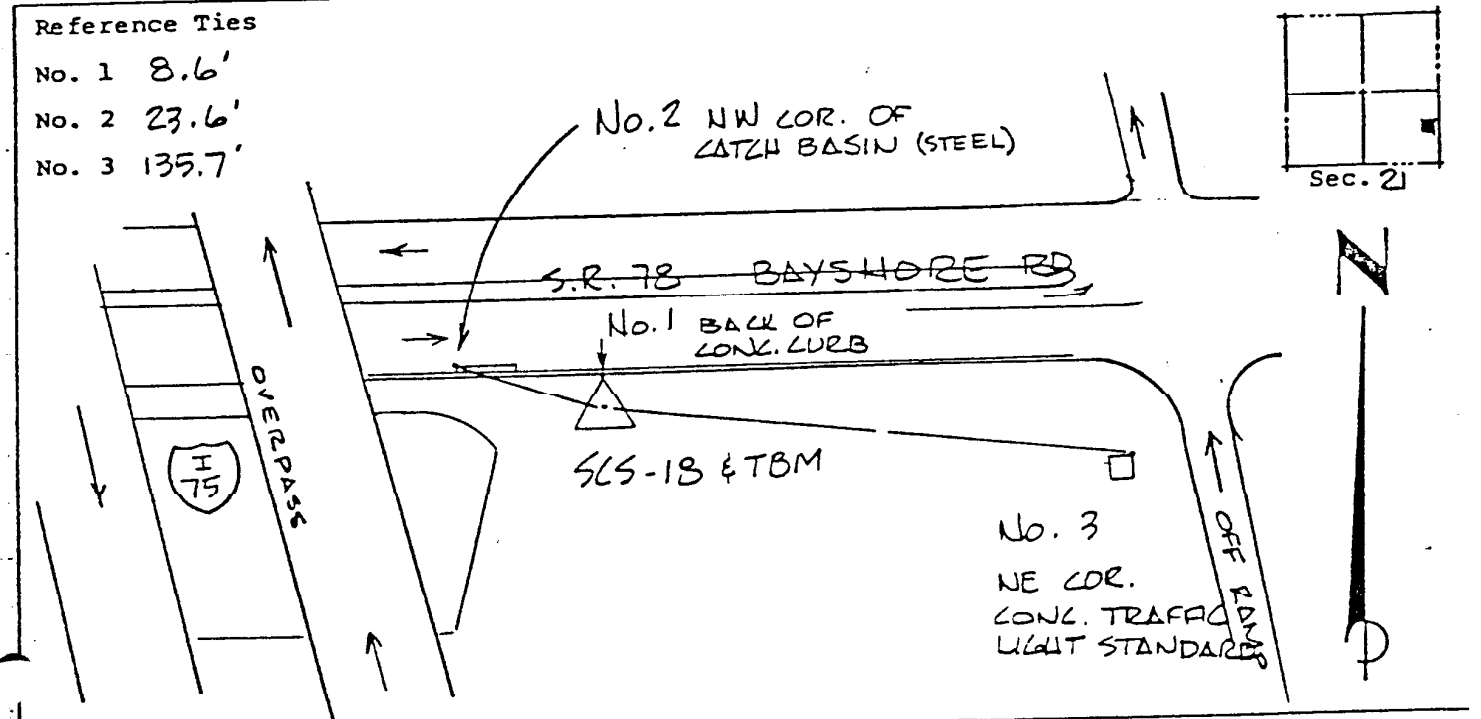 Reference Ties
No. 1 8.6'
No. 2 23.6'
No. 3 135.7'
No. 2 NW COR. OF
CATCH BASIN (STEEL)
Sec. 21
N
S.R. 78 BAYSHORE RD
No. 1 BACK OF
CONC. CURB
OVERPASS
I
75
SCS-18 & TBM
No. 3
NE COR.
CONC. TRAFFIC
LIGHT STANDARD
OFF RAMP